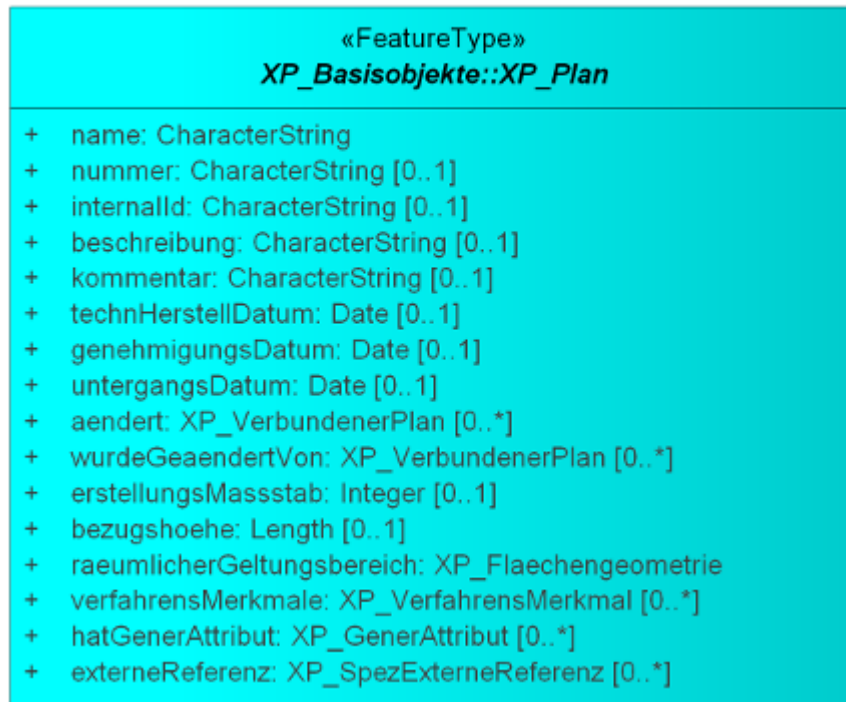 «FeatureType»
XP_Basisobjekte::XP_Plan
+ name: CharacterString
+ nummer: CharacterString [0..1]
+ internalId: CharacterString [0..1]
+ beschreibung: CharacterString [0..1]
+ kommentar: CharacterString [0..1]
+ technHerstellDatum: Date [0..1]
+ genehmigungsDatum: Date [0..1]
+ untergangsDatum: Date [0..1]
+ aendert: XP_VerbundenerPlan [0..*]
+ wurdeGeaendertVon: XP_VerbundenerPlan [0..*]
+ erstellungsMassstab: Integer [0..1]
+ bezugshoehe: Length [0..1]
+ raeumlicherGeltungsbereich: XP_Flaechengeometrie
+ verfahrensMerkmale: XP_VerfahrensMerkmal [0..*]
+ hatGenerAttribut: XP_GenerAttribut [0..*]
+ externeReferenz: XP_SpezExterneReferenz [0..*]